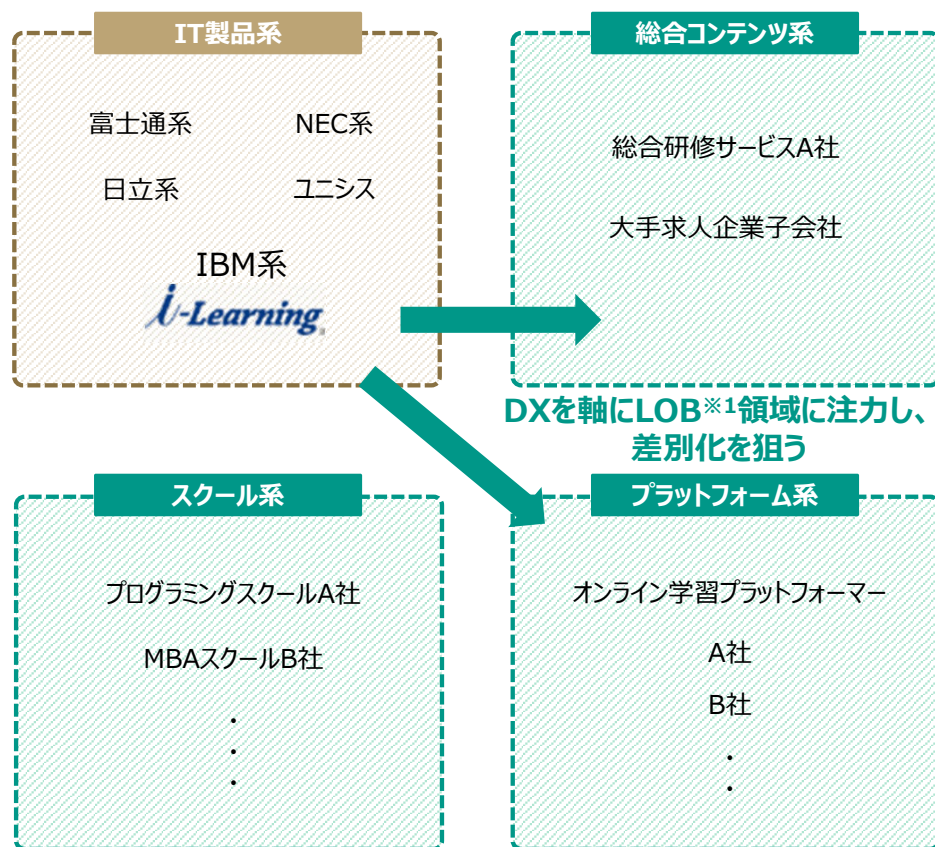 IT製品系
富士通系 NEC系
日立系 ユニシス
IBM系
i-Learning
総合コンテンツ系
総合研修サービスA社
大手求人企業子会社
DXを軸にLOB※1領域に注力し、
差別化を狙う
スクール系
プログラミングスクールA社
MBAスクールB社
・
・
・
プラットフォーム系
オンライン学習プラットフォーマー
A社
B社
・
・